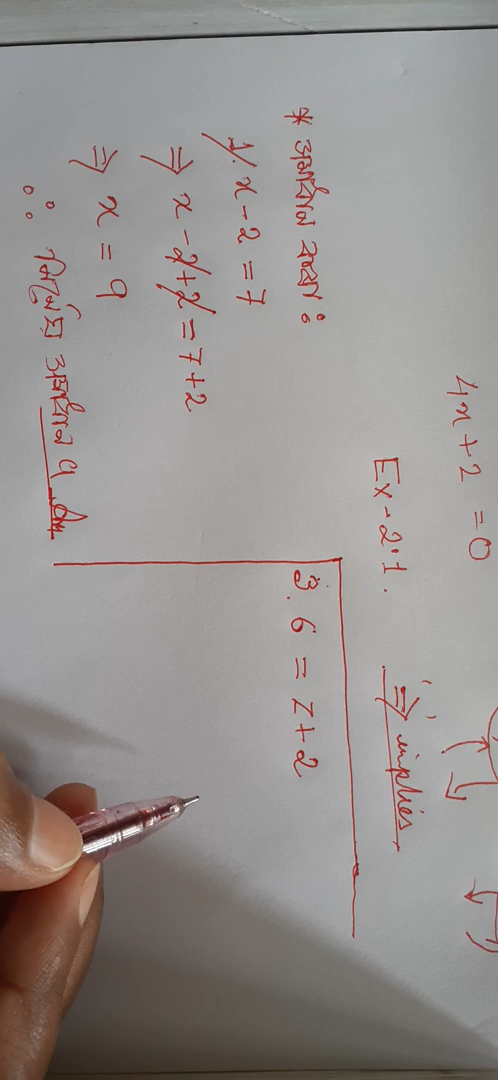 4x + 2 = 0
Ex - 2.1.
'⇒' implies,
* সমাধান করা :
1/. x - 2 = 7
⇒ x - 2 + 2 = 7 + 2
⇒ x = 9
∴ সমাধান 9
3. 6 = z + 2